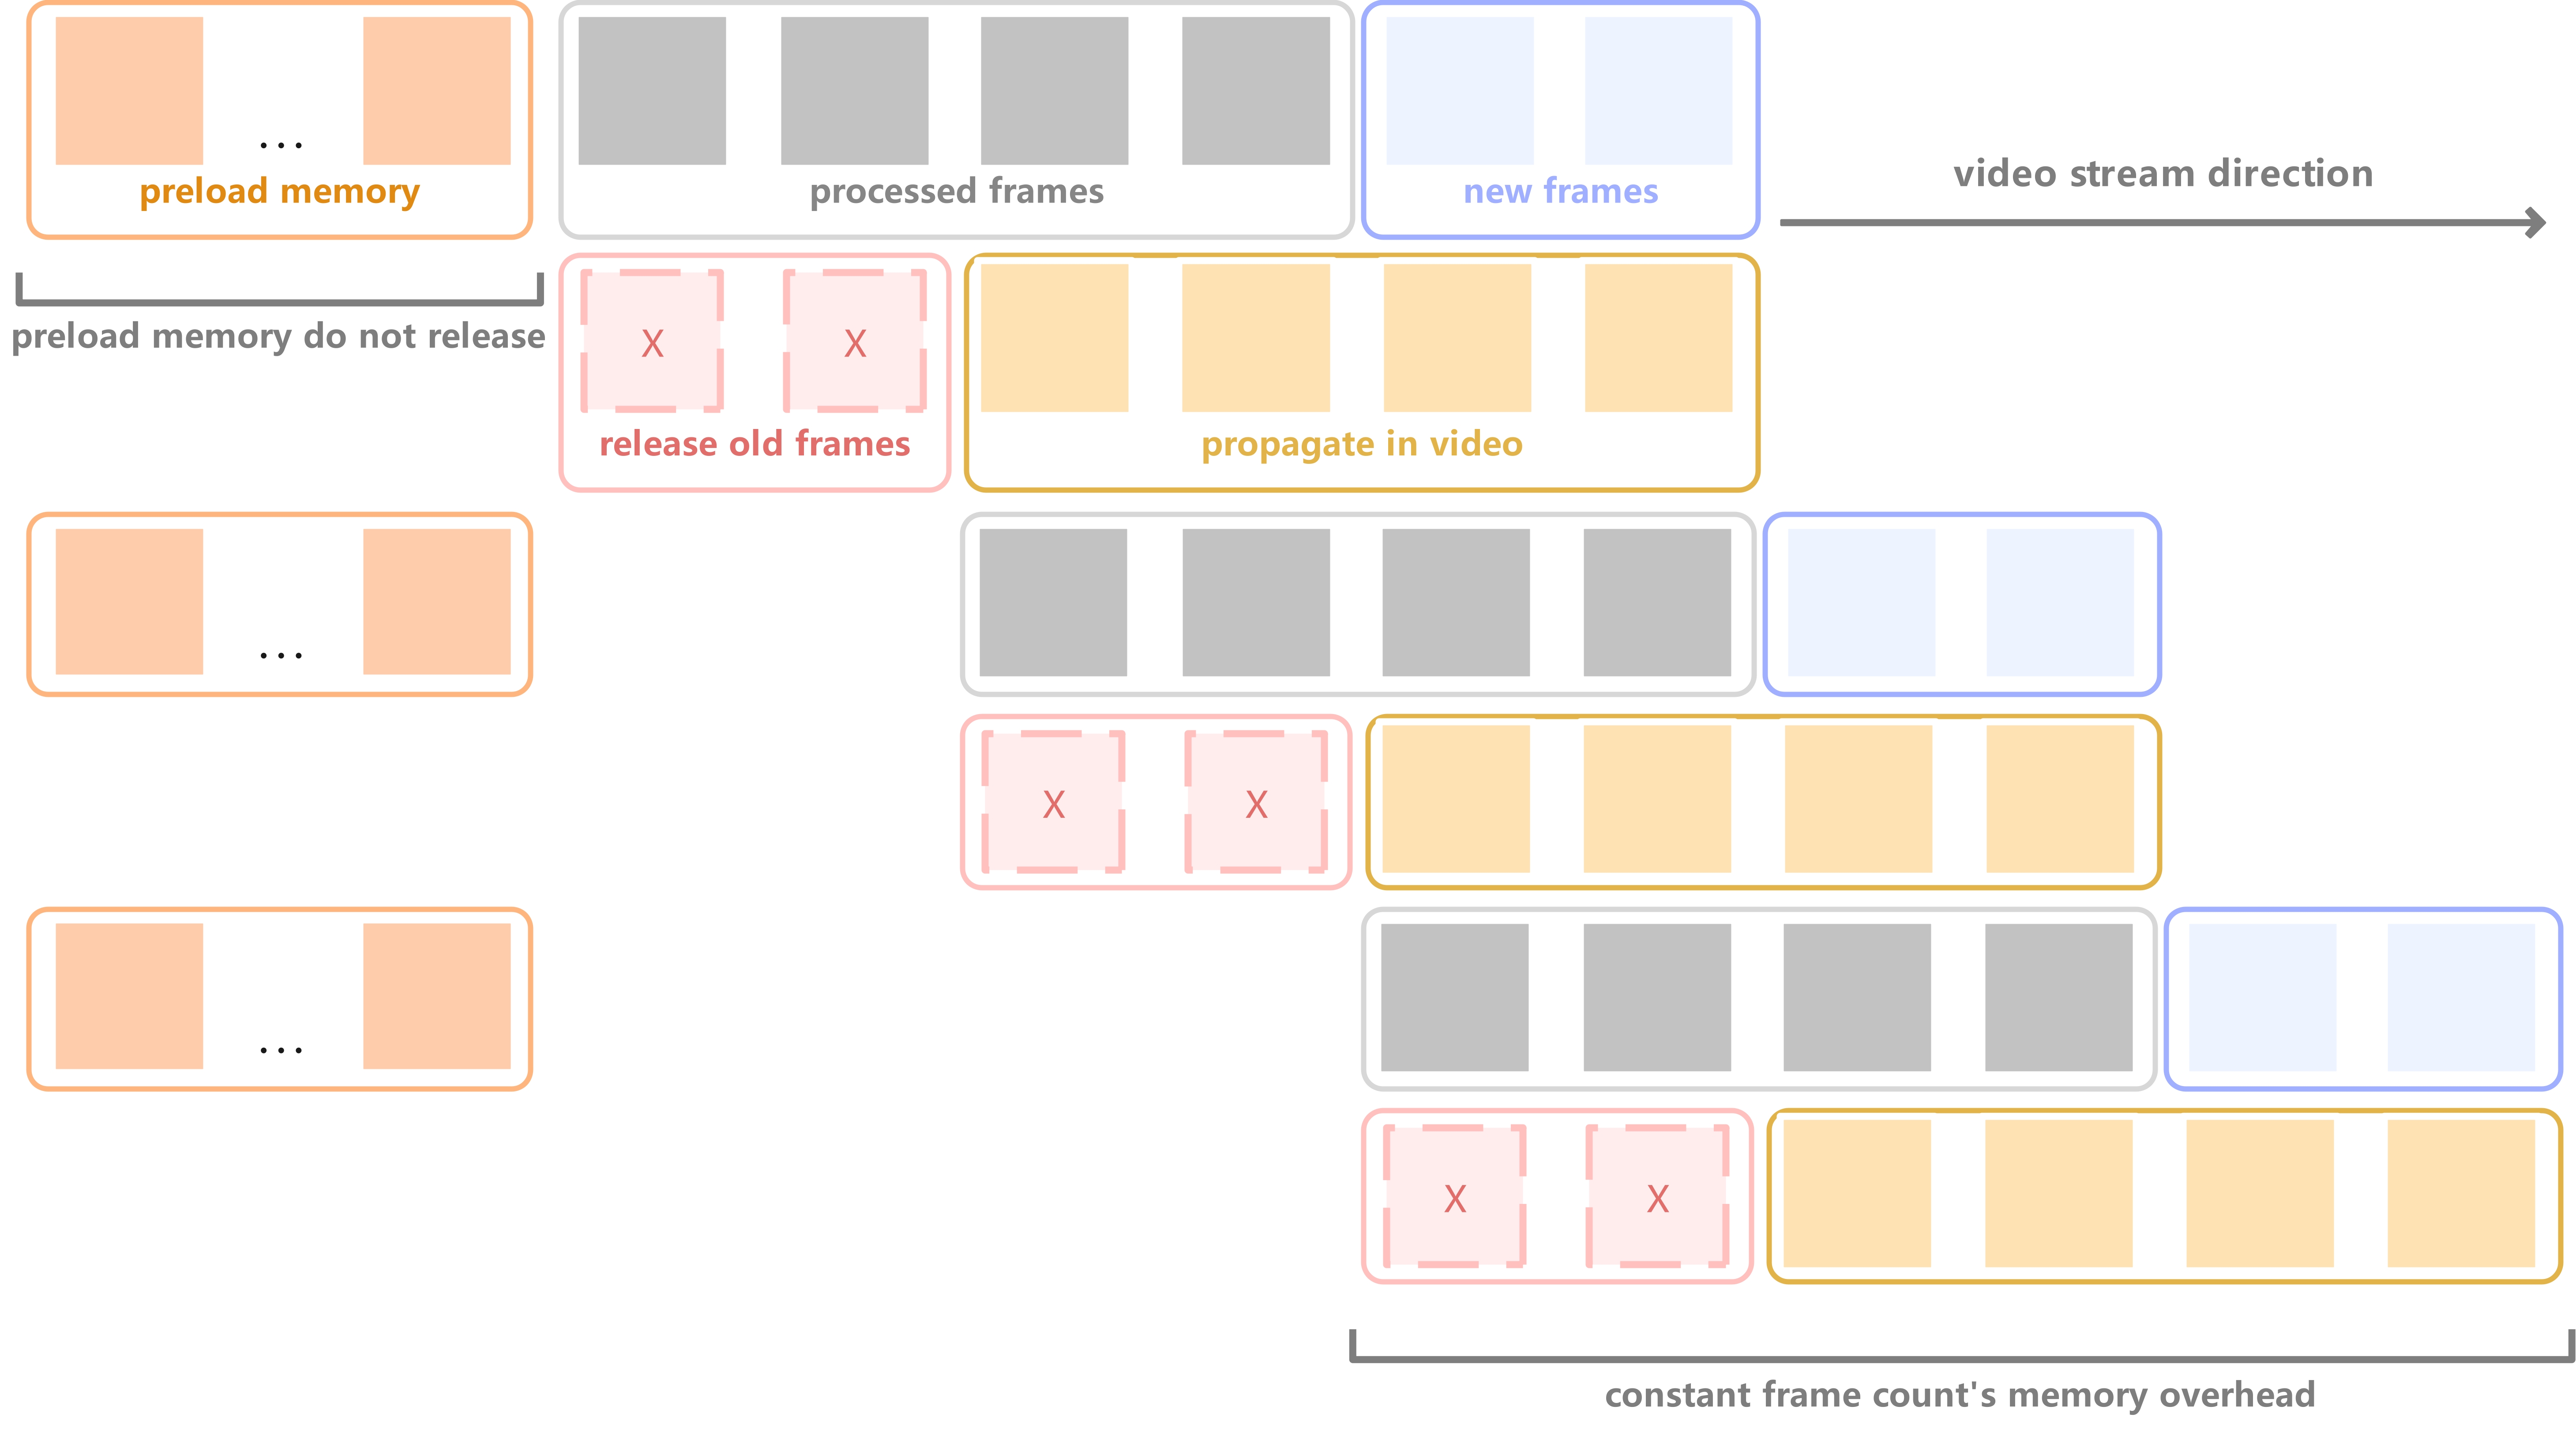 ...
preload memory
processed frames
new frames
video stream direction
preload memory do not release
X X
release old frames
propagate in video
...
X X
...
X X
constant frame count's memory overhead